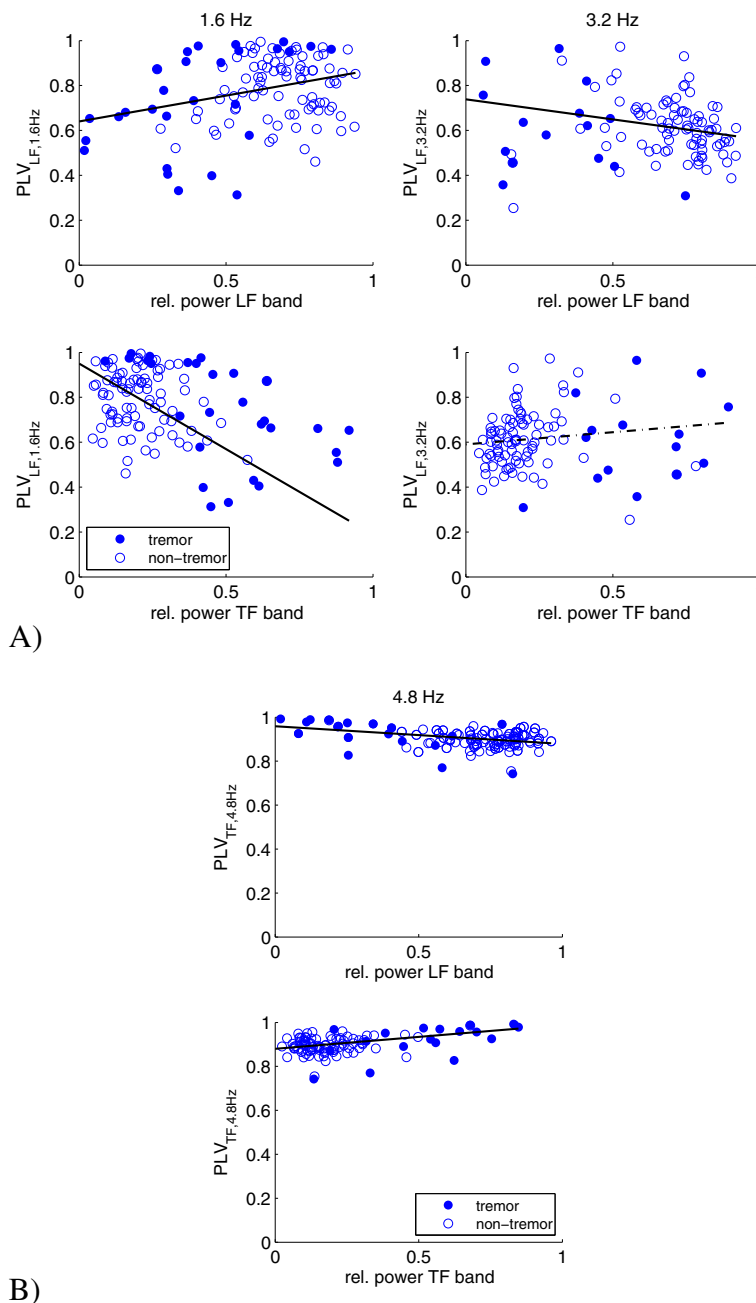 1.6 Hz
1
0.8
0.6
0.4
0.2
0
PLV_LF,1.6Hz
0
0.5
1
rel. power LF band
3.2 Hz
1
0.8
0.6
0.4
0.2
0
PLV_LF,3.2Hz
0
0.5
1
rel. power LF band
1
0.8
0.6
0.4
0.2
0
PLV_LF,1.6Hz
tremor
non−tremor
0
0.5
1
rel. power TF band
1
0.8
0.6
0.4
0.2
0
PLV_LF,3.2Hz
0
0.5
1
rel. power TF band
A)
4.8 Hz
1
0.8
0.6
0.4
0.2
0
PLV_TF,4.8Hz
0
0.5
1
rel. power LF band
1
0.8
0.6
0.4
0.2
0
PLV_TF,4.8Hz
tremor
non−tremor
0
0.5
1
rel. power TF band
B)